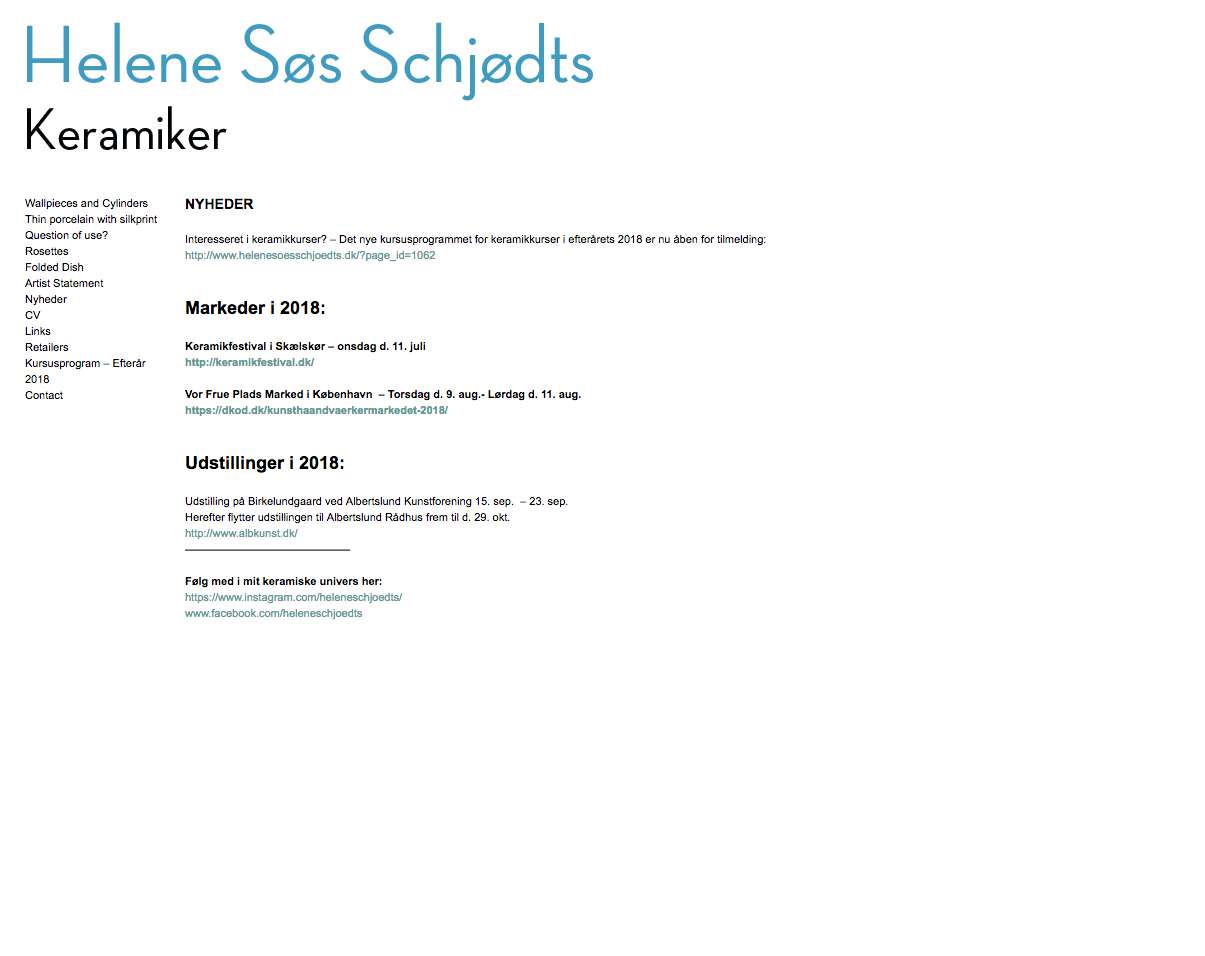 Helene Søs Schjødts
Keramiker
Wallpieces and Cylinders
Thin porcelain with silkprint
Question of use?
Rosettes
Folded Dish
Artist Statement
Nyheder
CV
Links
Retailers
Kursusprogram – Efterår
2018
Contact
NYHEDER
Interesseret i keramikkurser? – Det nye kursusprogrammet for keramikkurser i efterårets 2018 er nu åben for tilmelding:
http://www.helenesoesschjoedts.dk/?page_id=1062
Markeder i 2018:
Keramikfestival i Skælskør – onsdag d. 11. juli
http://keramikfestival.dk/
Vor Frue Plads Marked i København – Torsdag d. 9. aug.- Lørdag d. 11. aug.
https://dkod.dk/kunsthaandvaerkermarkedet-2018/
Udstillinger i 2018:
Udstilling på Birkelundgaard ved Albertslund Kunstforening 15. sep. – 23. sep.
Herefter flytter udstillingen til Albertslund Rådhus frem til d. 29. okt.
http://www.albkunst.dk/
Følg med i mit keramiske univers her:
https://www.instagram.com/heleneschjoedts/
www.facebook.com/heleneschjoedts